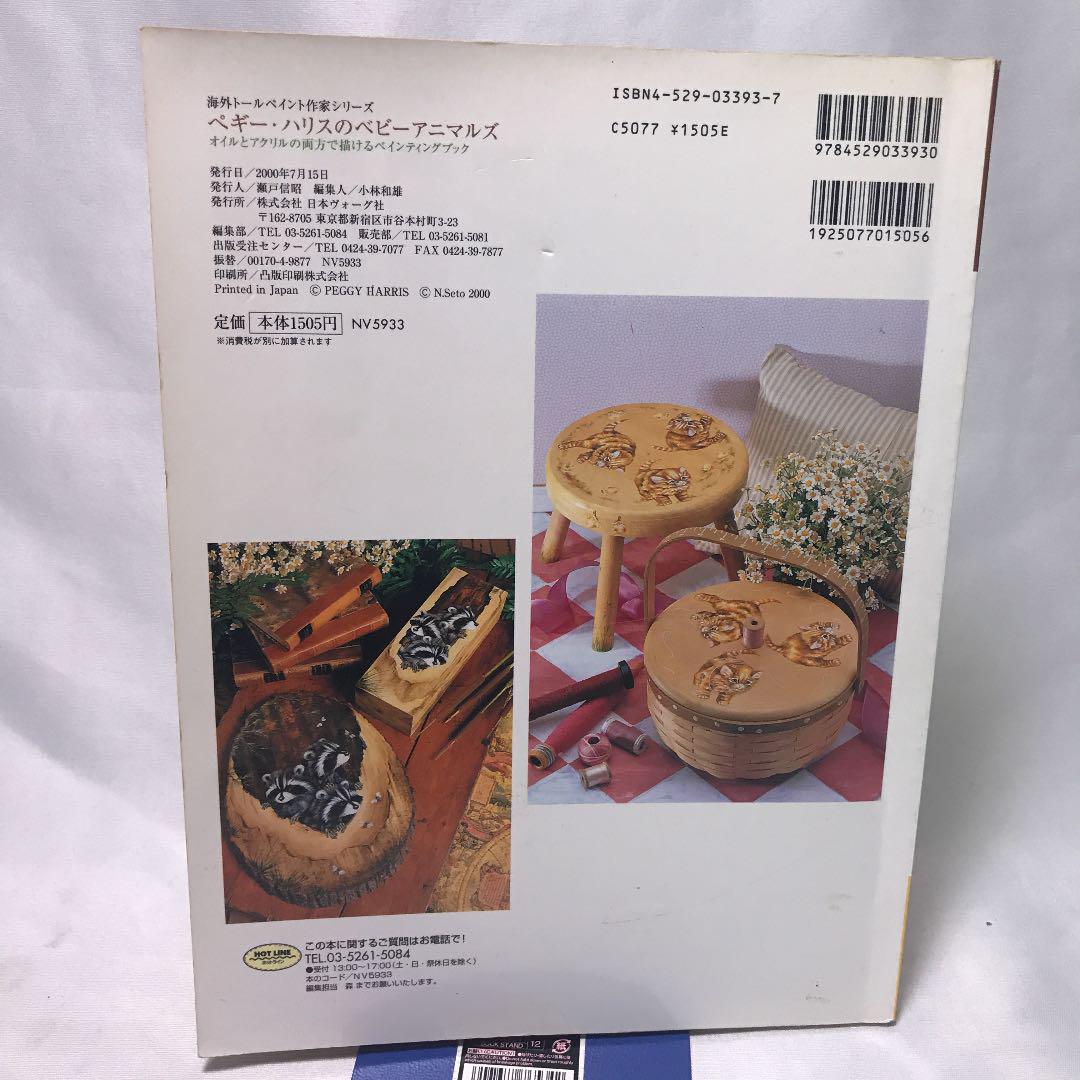 海外トールペイント作家シリーズ
ペギー・ハリスのベビーアニマルズ
オイルとアクリルの両方で描けるペインティングブック
発行日/2000年7月15日
発行人/瀬戸信昭 編集人/小林和雄
発行所/株式会社 日本ヴォーグ社
〒162-8705 東京都新宿区市谷本村町3-23
編集部/TEL 03-5261-5084 販売部/TEL 03-5261-5081
出版受注センター/TEL 0424-39-7077 FAX 0424-39-7877
振替/00170-4-9877 NV5933
印刷所/凸版印刷株式会社
Printed in Japan © PEGGY HARRIS © N.Seto 2000
定価 本体1505円 NV5933
※消費税が別に加算されます
ISBN4-529-03393-7
C5077 ¥1505E
9784529033930
1925077015056
HOT LINE
ホットライン
この本に関するご質問はお電話で!
TEL.03-5261-5084
●受付 13:00〜17:00(土・日・祭休日を除く)
本のコード/NV5933
編集担当 森 までお願いいたします。
STAND 12
紙